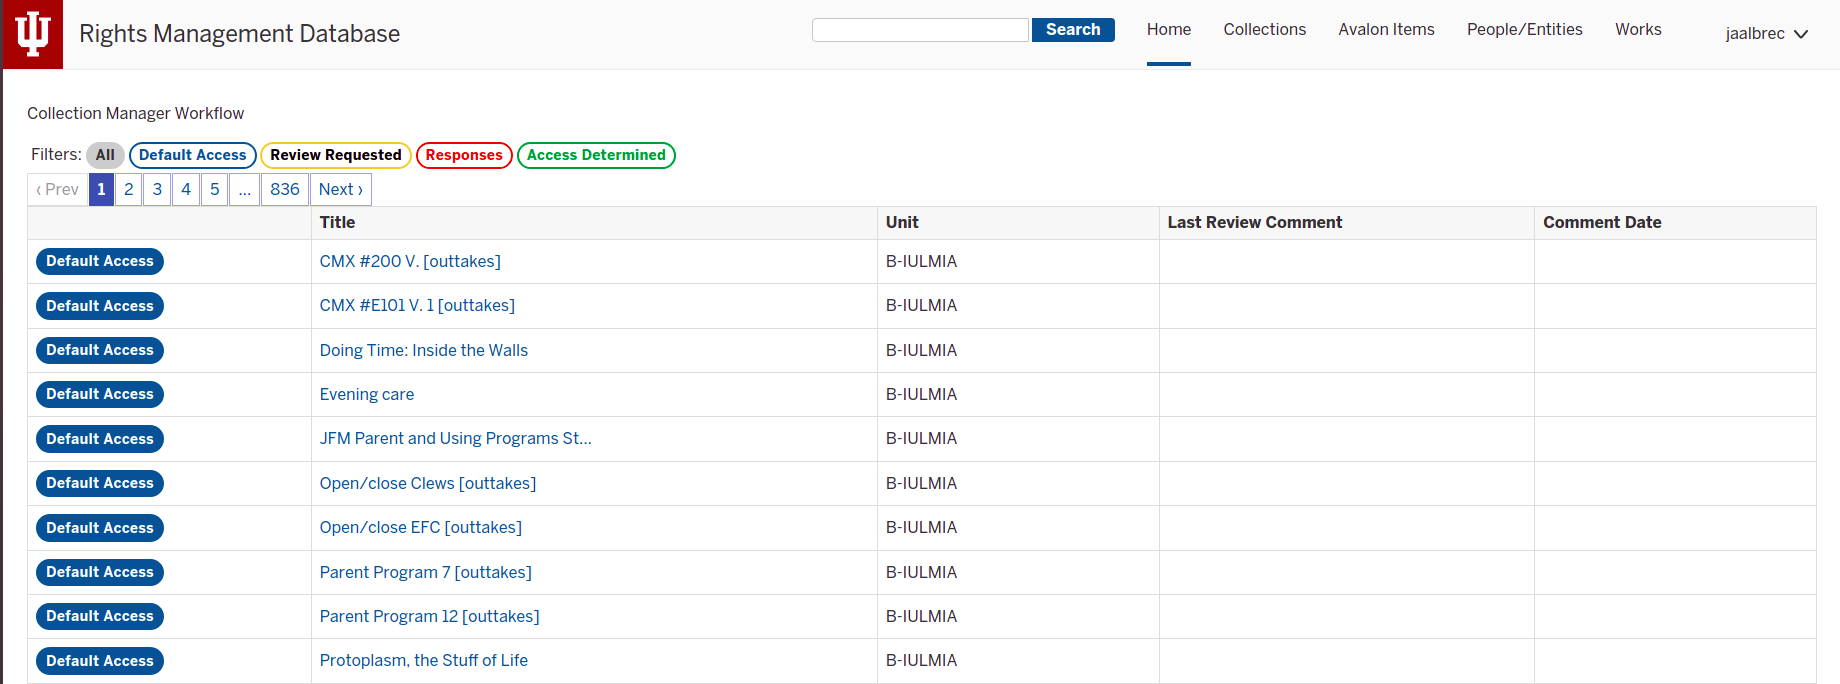 Rights Management Database
Search Home Collections Avalon Items People/Entities Works jaalbrec
Collection Manager Workflow
Filters: All Default Access Review Requested Responses Access Determined
‹ Prev 1 2 3 4 5 ... 836 Next ›
Title Unit Last Review Comment Comment Date
Default Access CMX #200 V. [outtakes] B-IULMIA
Default Access CMX #E101 V. 1 [outtakes] B-IULMIA
Default Access Doing Time: Inside the Walls B-IULMIA
Default Access Evening care B-IULMIA
Default Access JFM Parent and Using Programs St... B-IULMIA
Default Access Open/close Clews [outtakes] B-IULMIA
Default Access Open/close EFC [outtakes] B-IULMIA
Default Access Parent Program 7 [outtakes] B-IULMIA
Default Access Parent Program 12 [outtakes] B-IULMIA
Default Access Protoplasm, the Stuff of Life B-IULMIA